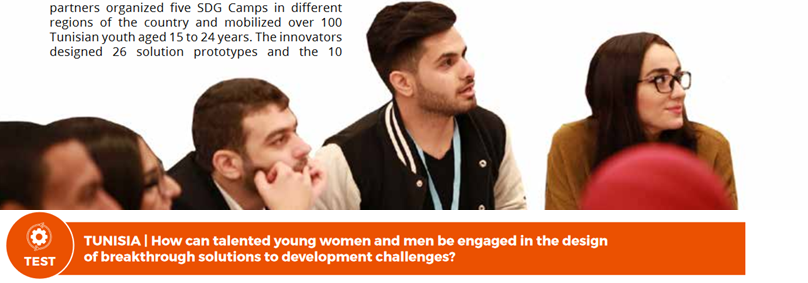 partners organized five SDG Camps in different
regions of the country and mobilized over 100
Tunisian youth aged 15 to 24 years. The innovators
designed 26 solution prototypes and the 10
TEST
TUNISIA | How can talented young women and men be engaged in the design
of breakthrough solutions to development challenges?